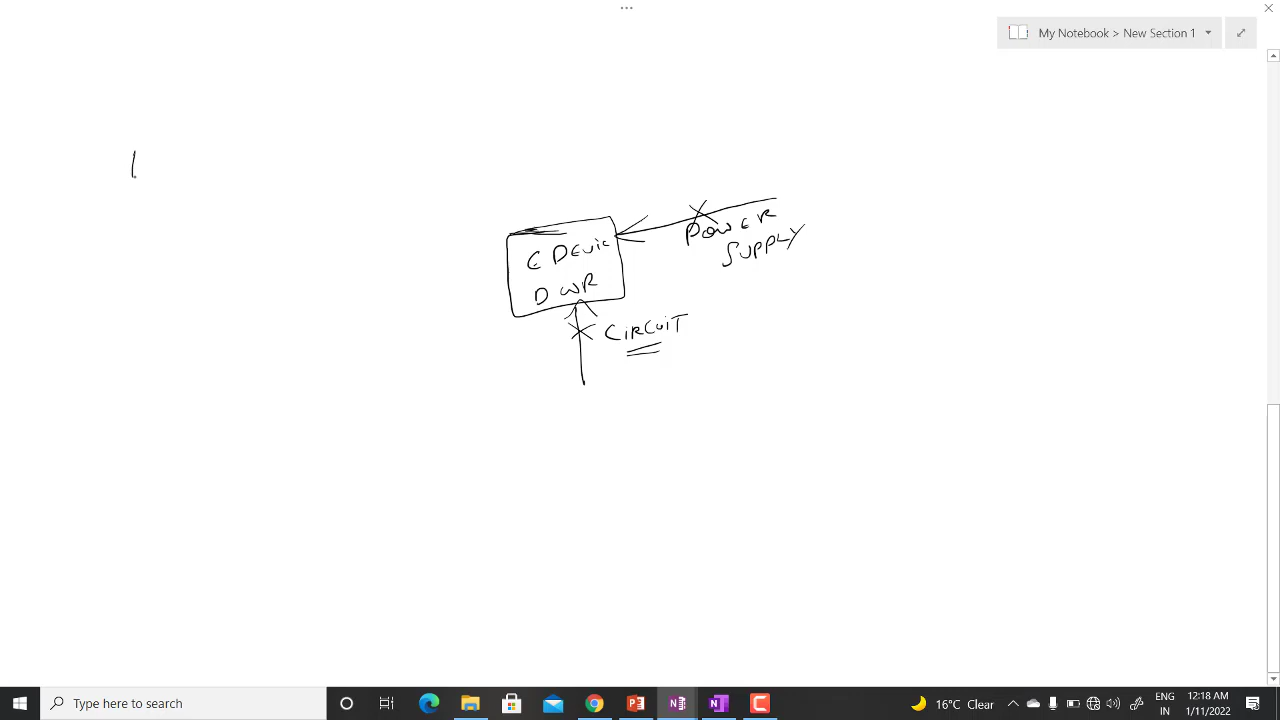 My Notebook > New Section 1
POWER
SUPPLY
E DEVIC
D WR
CIRCUIT
Type here to search
16°C Clear
ENG
IN
12:18 AM
1/11/2022